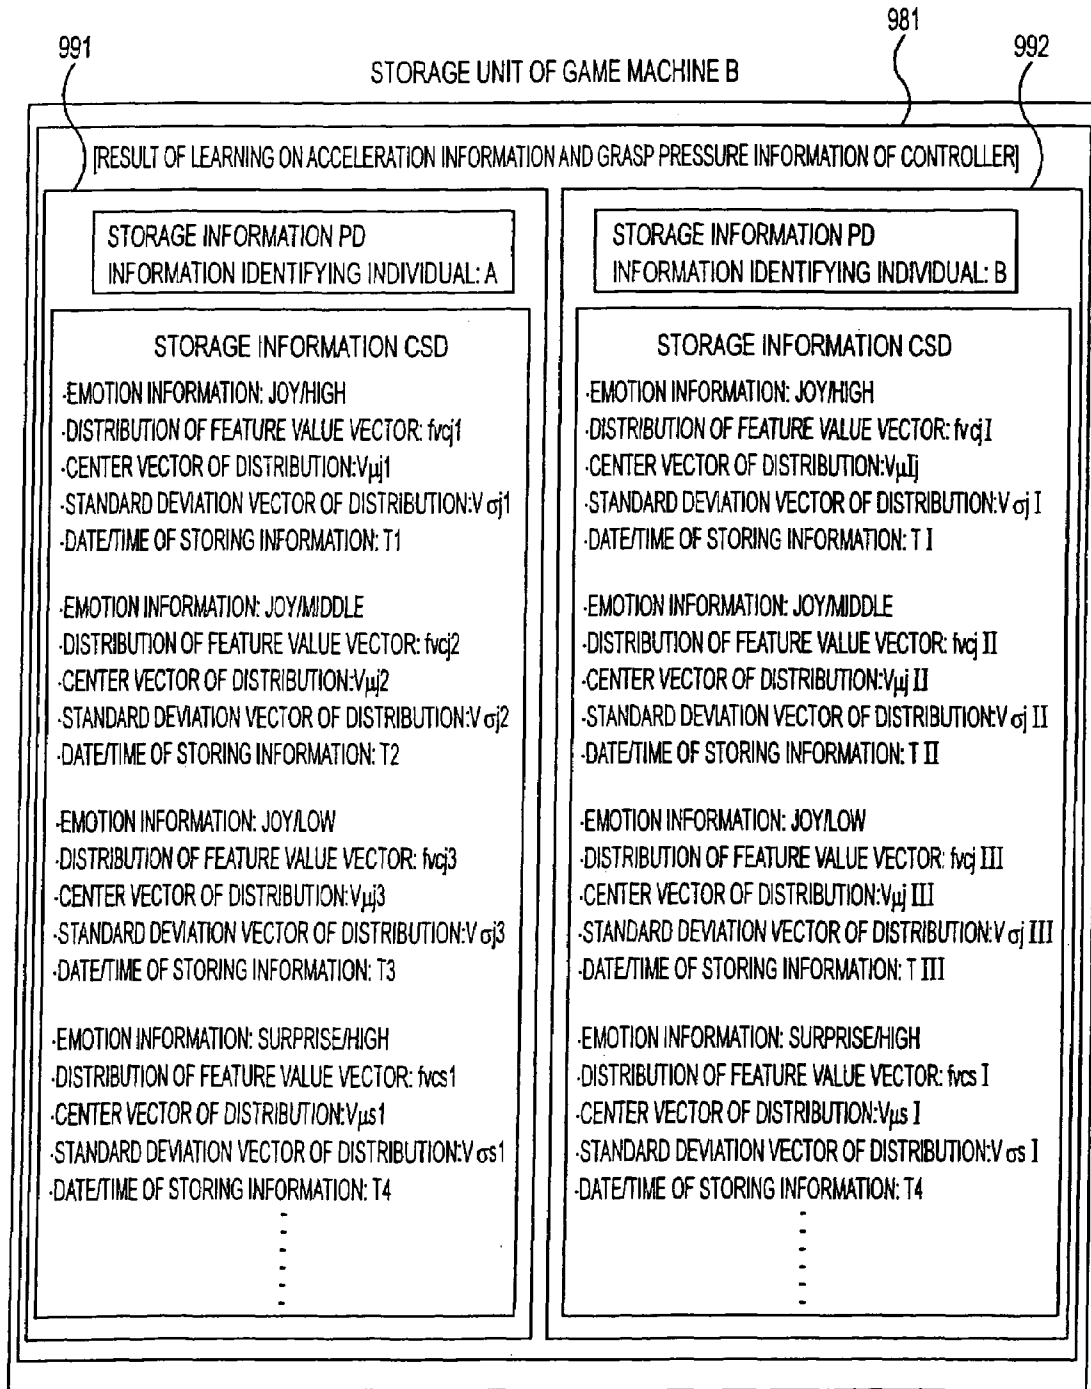 981
991
992
STORAGE UNIT OF GAME MACHINE B
[RESULT OF LEARNING ON ACCELERATION INFORMATION AND GRASP PRESSURE INFORMATION OF CONTROLLER]
STORAGE INFORMATION PD
INFORMATION IDENTIFYING INDIVIDUAL: A
STORAGE INFORMATION CSD
·EMOTION INFORMATION: JOY/HIGH
·DISTRIBUTION OF FEATURE VALUE VECTOR: fvcj1
·CENTER VECTOR OF DISTRIBUTION:Vμj1
·STANDARD DEVIATION VECTOR OF DISTRIBUTION:V σj1
·DATE/TIME OF STORING INFORMATION: T1
·EMOTION INFORMATION: JOY/MIDDLE
·DISTRIBUTION OF FEATURE VALUE VECTOR: fvcj2
·CENTER VECTOR OF DISTRIBUTION:Vμj2
·STANDARD DEVIATION VECTOR OF DISTRIBUTION:V σj2
·DATE/TIME OF STORING INFORMATION: T2
·EMOTION INFORMATION: JOY/LOW
·DISTRIBUTION OF FEATURE VALUE VECTOR: fvcj3
·CENTER VECTOR OF DISTRIBUTION:Vμj3
·STANDARD DEVIATION VECTOR OF DISTRIBUTION:V σj3
·DATE/TIME OF STORING INFORMATION: T3
·EMOTION INFORMATION: SURPRISE/HIGH
·DISTRIBUTION OF FEATURE VALUE VECTOR: fvcs1
·CENTER VECTOR OF DISTRIBUTION:Vμs1
·STANDARD DEVIATION VECTOR OF DISTRIBUTION:V σs1
·DATE/TIME OF STORING INFORMATION: T4
STORAGE INFORMATION PD
INFORMATION IDENTIFYING INDIVIDUAL: B
STORAGE INFORMATION CSD
·EMOTION INFORMATION: JOY/HIGH
·DISTRIBUTION OF FEATURE VALUE VECTOR: fvcj I
·CENTER VECTOR OF DISTRIBUTION:VμIj
·STANDARD DEVIATION VECTOR OF DISTRIBUTION:V σj I
·DATE/TIME OF STORING INFORMATION: T I
·EMOTION INFORMATION: JOY/MIDDLE
·DISTRIBUTION OF FEATURE VALUE VECTOR: fvcj II
·CENTER VECTOR OF DISTRIBUTION:Vμj II
·STANDARD DEVIATION VECTOR OF DISTRIBUTION:V σj II
·DATE/TIME OF STORING INFORMATION: T II
·EMOTION INFORMATION: JOY/LOW
·DISTRIBUTION OF FEATURE VALUE VECTOR: fvcj III
·CENTER VECTOR OF DISTRIBUTION:Vμj III
·STANDARD DEVIATION VECTOR OF DISTRIBUTION:V σj III
·DATE/TIME OF STORING INFORMATION: T III
·EMOTION INFORMATION: SURPRISE/HIGH
·DISTRIBUTION OF FEATURE VALUE VECTOR: fvcs I
·CENTER VECTOR OF DISTRIBUTION:Vμs I
·STANDARD DEVIATION VECTOR OF DISTRIBUTION:V σs I
·DATE/TIME OF STORING INFORMATION: T4